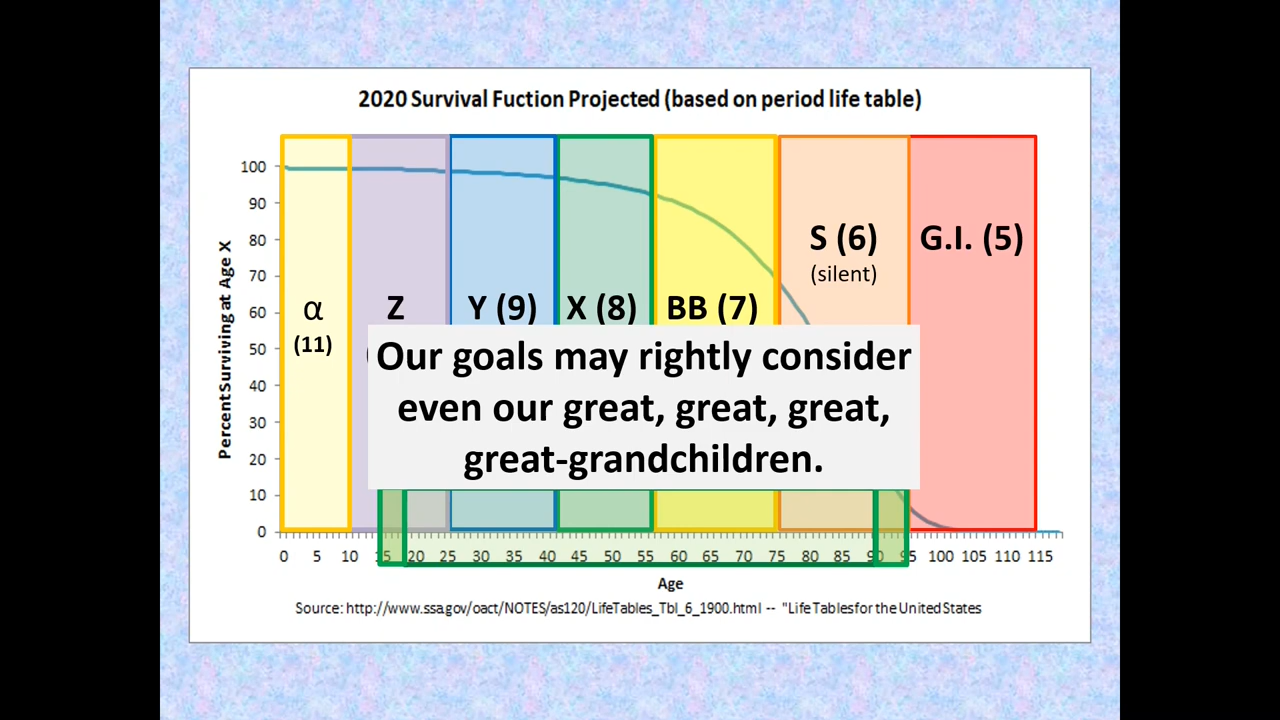 2020 Survival Fuction Projected (based on period life table)
Percent Surviving at Age X
100
90
80
70
60
50
40
30
20
10
0
α
(11)
Z
Y (9)
X (8)
BB (7)
S (6)
(silent)
G.I. (5)
Our goals may rightly consider
even our great, great, great,
great-grandchildren.
0 5 10 15 20 25 30 35 40 45 50 55 60 65 70 75 80 85 90 95 100 105 110 115
Age
Source: http://www.ssa.gov/oact/NOTES/as120/LifeTables_Tbl_6_1900.html -- "Life Tables for the United States